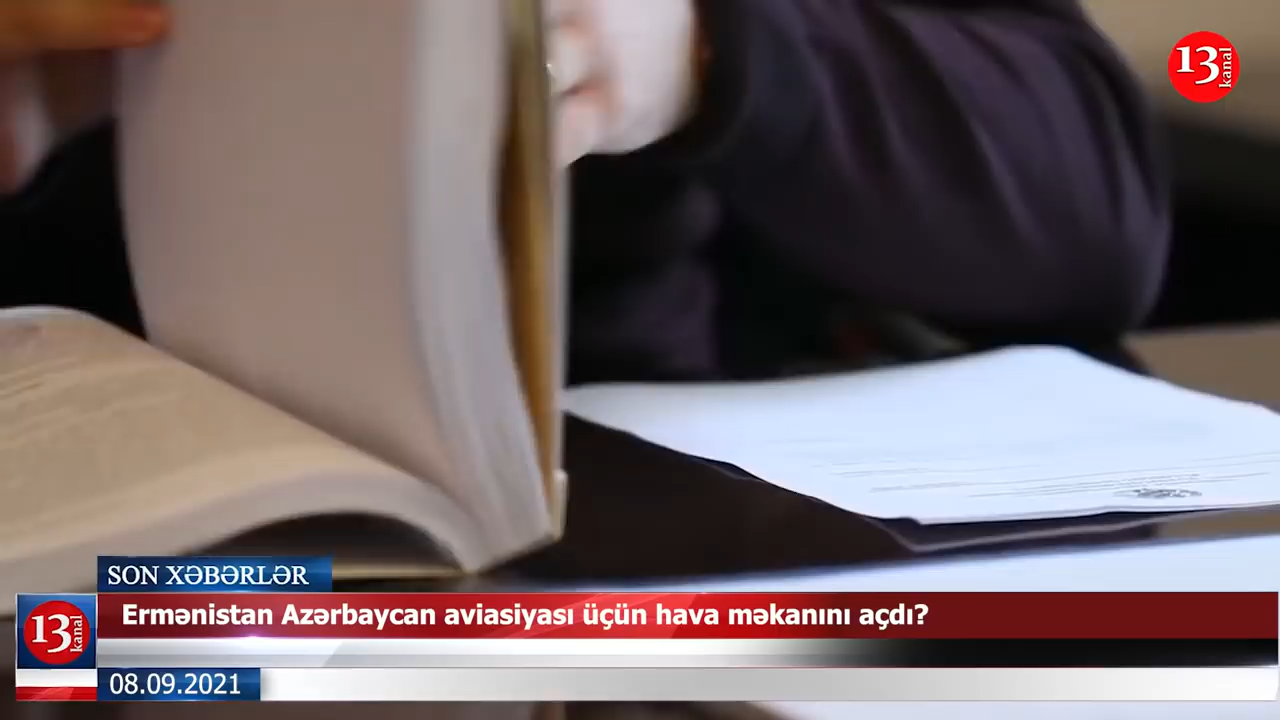 13 kanal
SON XƏBƏRLƏR
Ermənistan Azərbaycan aviasiyası üçün hava məkanını açdı?
13 kanal
08.09.2021